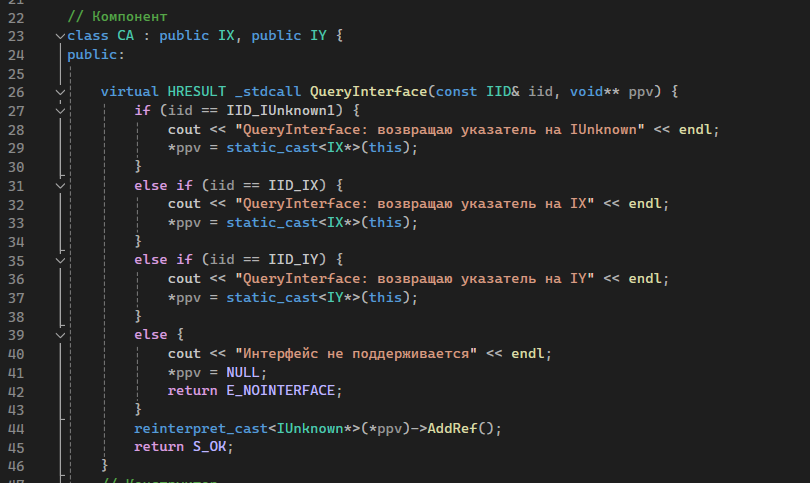 22 // Компонент
23 class CA : public IX, public IY {
24 public:
25
26 virtual HRESULT _stdcall QueryInterface(const IID& iid, void** ppv) {
27 if (iid == IID_IUnknown1) {
28 cout << "QueryInterface: возвращаю указатель на IUnknown" << endl;
29 *ppv = static_cast<IX*>(this);
30 }
31 else if (iid == IID_IX) {
32 cout << "QueryInterface: возвращаю указатель на IX" << endl;
33 *ppv = static_cast<IX*>(this);
34 }
35 else if (iid == IID_IY) {
36 cout << "QueryInterface: возвращаю указатель на IY" << endl;
37 *ppv = static_cast<IY*>(this);
38 }
39 else {
40 cout << "Интерфейс не поддерживается" << endl;
41 *ppv = NULL;
42 return E_NOINTERFACE;
43 }
44 reinterpret_cast<IUnknown*>(*ppv)->AddRef();
45 return S_OK;
46 }